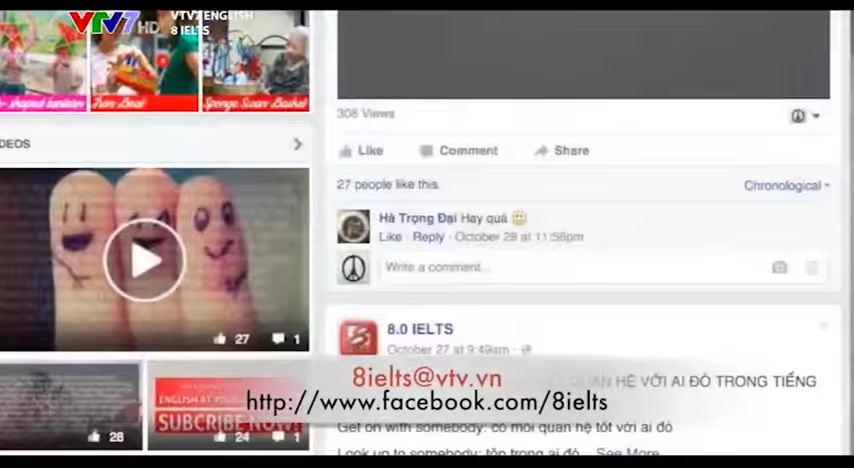 VTV7 HD
VTV7 ENGLISH
8 IELTS
Sponge Swan Basket
DEOS
27 1
28
ENGLISH AT YOUR
SUBSCRIBE NOW!
24 1
308 Views
Like Comment Share
27 people like this.
Chronological
Hà Trọng Đại Hay quá
Like · Reply · October 28 at 11:56pm
Write a comment...
8.0 IELTS
October 27 at 9:49am
QUAN HỆ VỚI AI ĐÓ TRONG TIẾNG
8ielts@vtv.vn
http://www.facebook.com/8ielts
Get on with somebody: có mối quan hệ tốt với ai đó
Look up to somebody: tôn trọng ai đó... See More